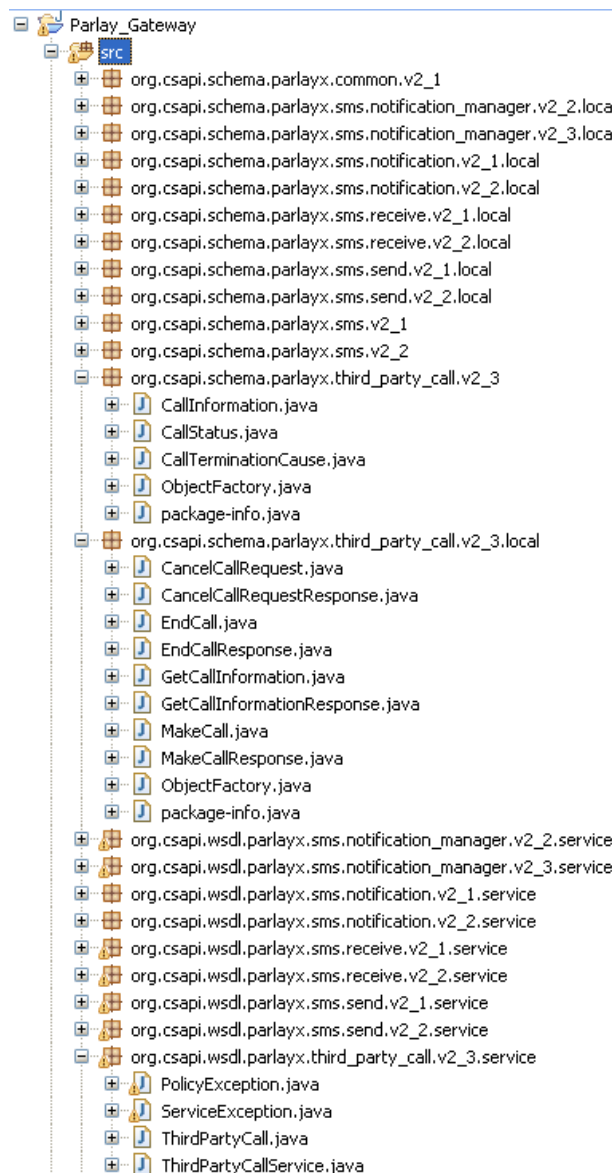 Parlay_Gateway
src
org.csapi.schema.parlayx.common.v2_1
org.csapi.schema.parlayx.sms.notification_manager.v2_2.loca
org.csapi.schema.parlayx.sms.notification_manager.v2_3.loca
org.csapi.schema.parlayx.sms.notification.v2_1.local
org.csapi.schema.parlayx.sms.notification.v2_2.local
org.csapi.schema.parlayx.sms.receive.v2_1.local
org.csapi.schema.parlayx.sms.receive.v2_2.local
org.csapi.schema.parlayx.sms.send.v2_1.local
org.csapi.schema.parlayx.sms.send.v2_2.local
org.csapi.schema.parlayx.sms.v2_1
org.csapi.schema.parlayx.sms.v2_2
org.csapi.schema.parlayx.third_party_call.v2_3
CallInformation.java
CallStatus.java
CallTerminationCause.java
ObjectFactory.java
package-info.java
org.csapi.schema.parlayx.third_party_call.v2_3.local
CancelCallRequest.java
CancelCallRequestResponse.java
EndCall.java
EndCallResponse.java
GetCallInformation.java
GetCallInformationResponse.java
MakeCall.java
MakeCallResponse.java
ObjectFactory.java
package-info.java
org.csapi.wsdl.parlayx.sms.notification_manager.v2_2.service
org.csapi.wsdl.parlayx.sms.notification_manager.v2_3.service
org.csapi.wsdl.parlayx.sms.notification.v2_1.service
org.csapi.wsdl.parlayx.sms.notification.v2_2.service
org.csapi.wsdl.parlayx.sms.receive.v2_1.service
org.csapi.wsdl.parlayx.sms.receive.v2_2.service
org.csapi.wsdl.parlayx.sms.send.v2_1.service
org.csapi.wsdl.parlayx.sms.send.v2_2.service
org.csapi.wsdl.parlayx.third_party_call.v2_3.service
PolicyException.java
ServiceException.java
ThirdPartyCall.java
ThirdPartyCallService.java